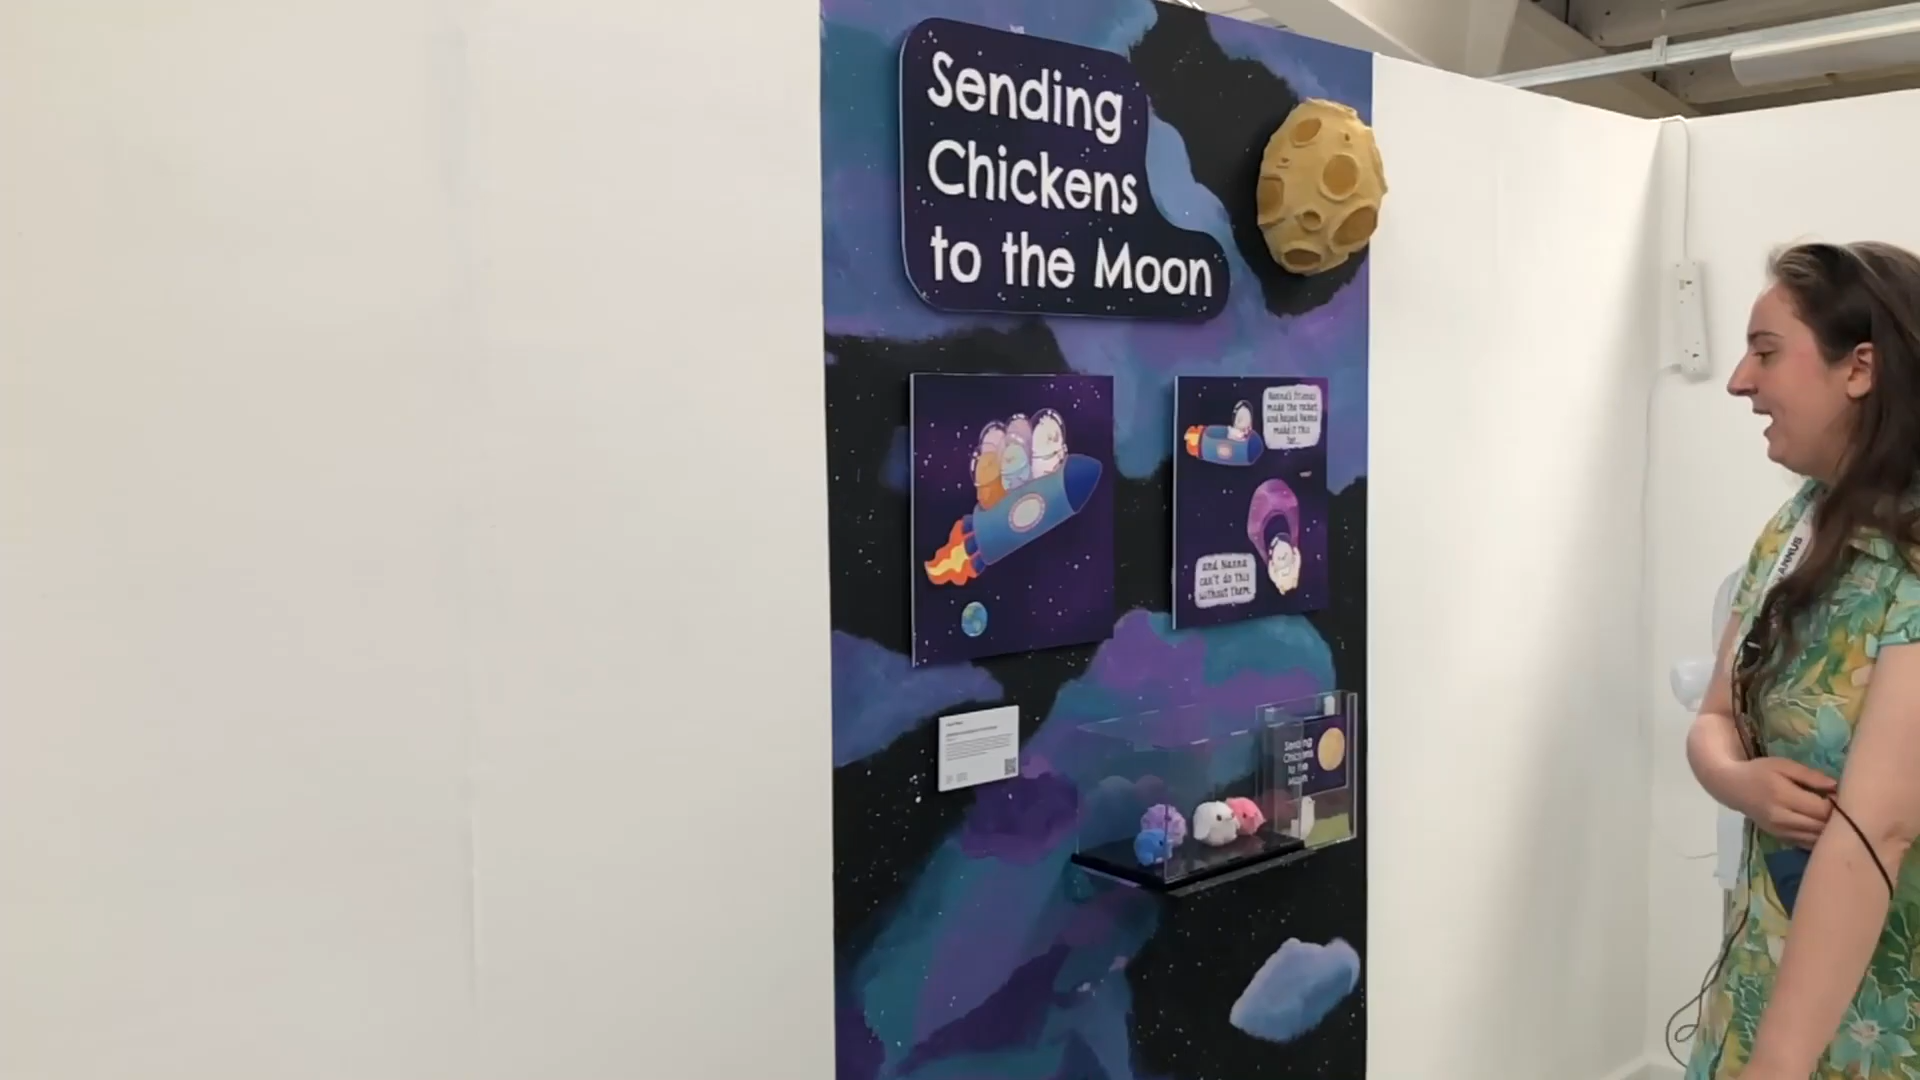 Sending
Chickens
to the Moon
Nanna's friends
made the rocket,
and helped Nanna
make it this
far...
and Nanna
can't do this
without them.
Sending
Chickens
to the
Moon